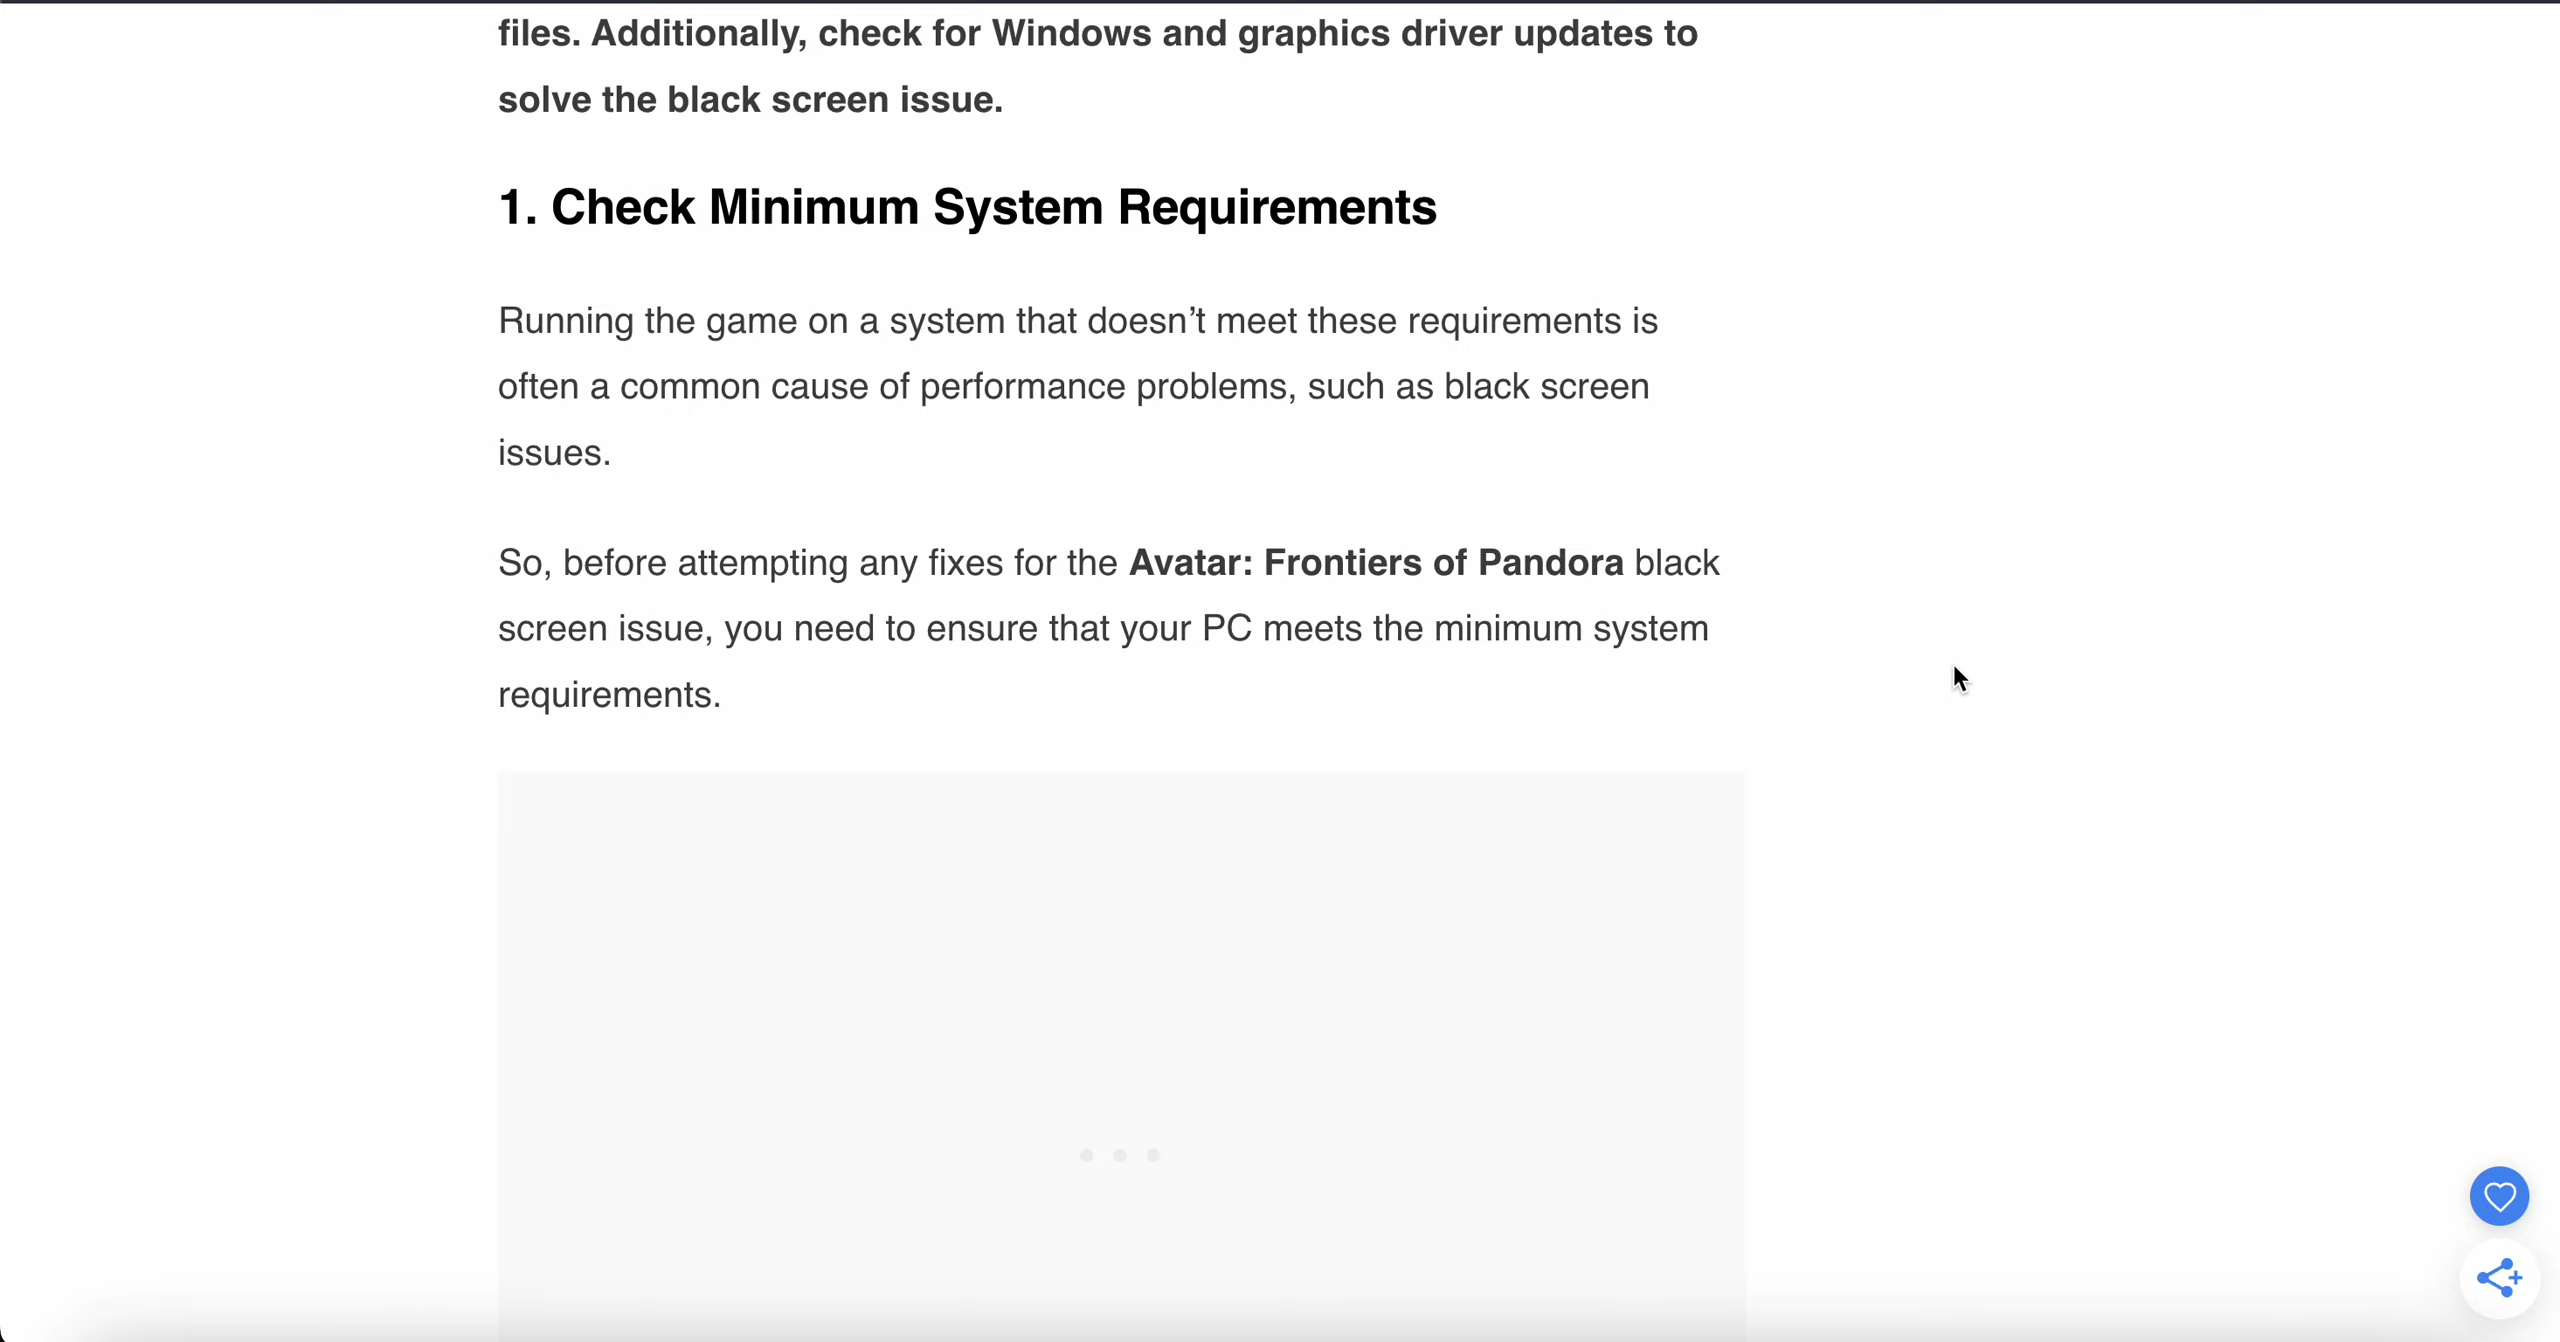 files. Additionally, check for Windows and graphics driver updates to
solve the black screen issue.
1. Check Minimum System Requirements
Running the game on a system that doesn’t meet these requirements is
often a common cause of performance problems, such as black screen
issues.
So, before attempting any fixes for the Avatar: Frontiers of Pandora black
screen issue, you need to ensure that your PC meets the minimum system
requirements.